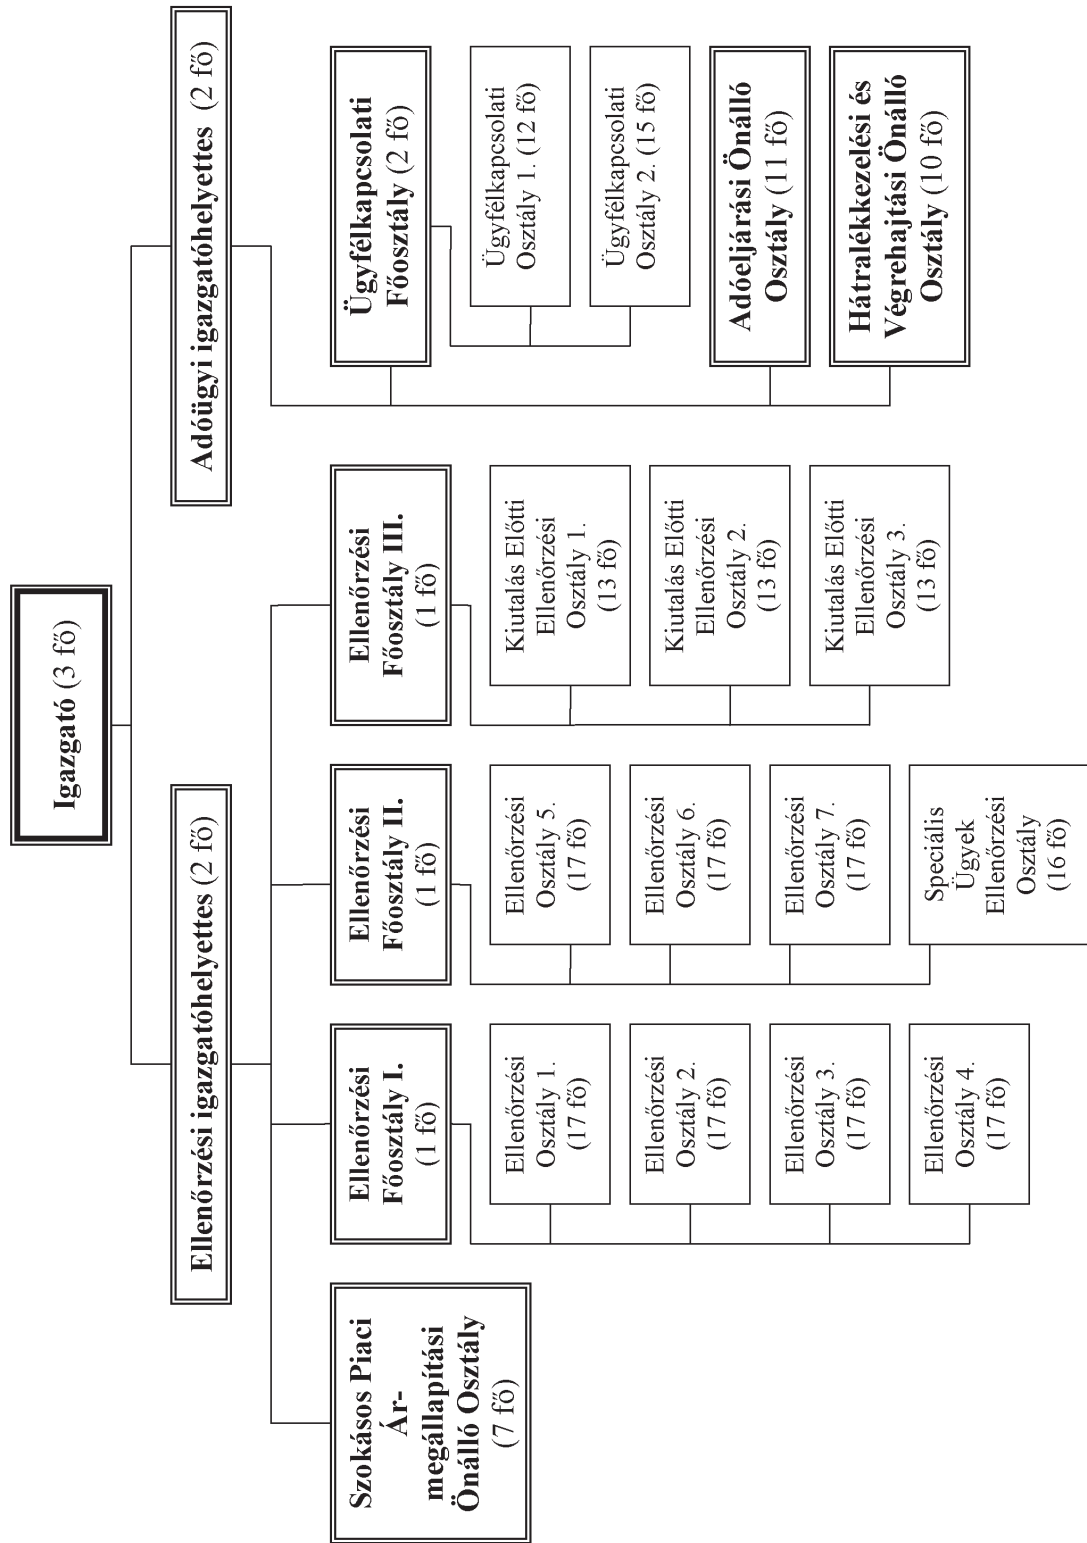 Igazgató (3 fő)
Ellenőrzési igazgatóhelyettes (2 fő)
Adóügyi igazgatóhelyettes (2 fő)
Szokásos Piaci
Ár-
megállapítási
Önálló Osztály
(7 fő)
Ellenőrzési
Főosztály I.
(1 fő)
Ellenőrzési
Osztály 1.
(17 fő)
Ellenőrzési
Osztály 2.
(17 fő)
Ellenőrzési
Osztály 3.
(17 fő)
Ellenőrzési
Osztály 4.
(17 fő)
Ellenőrzési
Főosztály II.
(1 fő)
Ellenőrzési
Osztály 5.
(17 fő)
Ellenőrzési
Osztály 6.
(17 fő)
Ellenőrzési
Osztály 7.
(17 fő)
Speciális
Ügyek
Ellenőrzési
Osztály
(16 fő)
Ellenőrzési
Főosztály III.
(1 fő)
Kiutalás Előtti
Ellenőrzési
Osztály 1.
(13 fő)
Kiutalás Előtti
Ellenőrzési
Osztály 2.
(13 fő)
Kiutalás Előtti
Ellenőrzési
Osztály 3.
(13 fő)
Ügyfélkapcsolati
Főosztály (2 fő)
Ügyfélkapcsolati
Osztály 1. (12 fő)
Ügyfélkapcsolati
Osztály 2. (15 fő)
Adóeljárási Önálló
Osztály (11 fő)
Hátralékkezelési és
Végrehajtási Önálló
Osztály (10 fő)